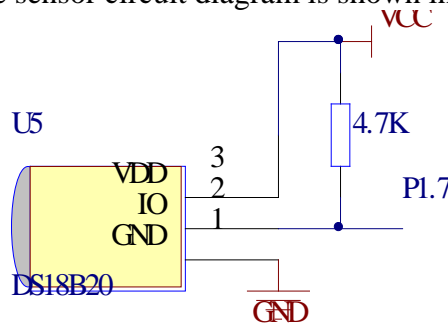 sensor circuit diagram is shown
VCC
U5
4.7K
VDD 3
P1.7
IO 2
GND 1
DS18B20
GND